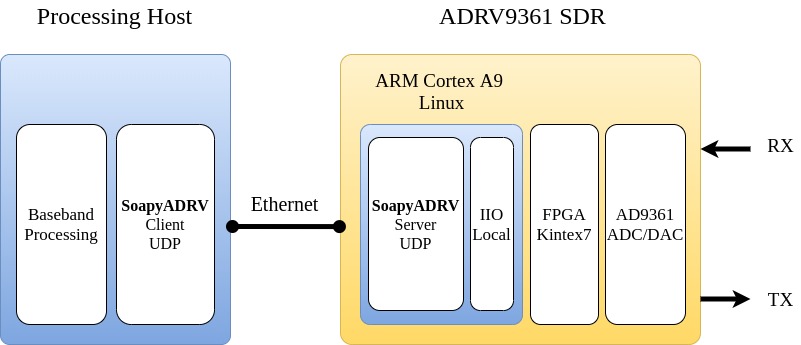 Processing Host
ADRV9361 SDR
ARM Cortex A9
Linux
Baseband
Processing
SoapyADRV
Client
UDP
Ethernet
SoapyADRV
Server
UDP
IIO
Local
FPGA
Kintex7
AD9361
ADC/DAC
RX
TX